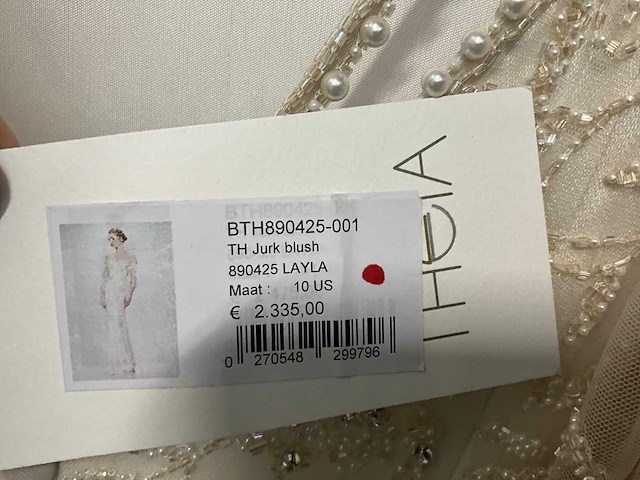 BTH890425-001
TH Jurk blush
890425 LAYLA
Maat : 10 US
€ 2.335,00
0 270548 299796
THEIA